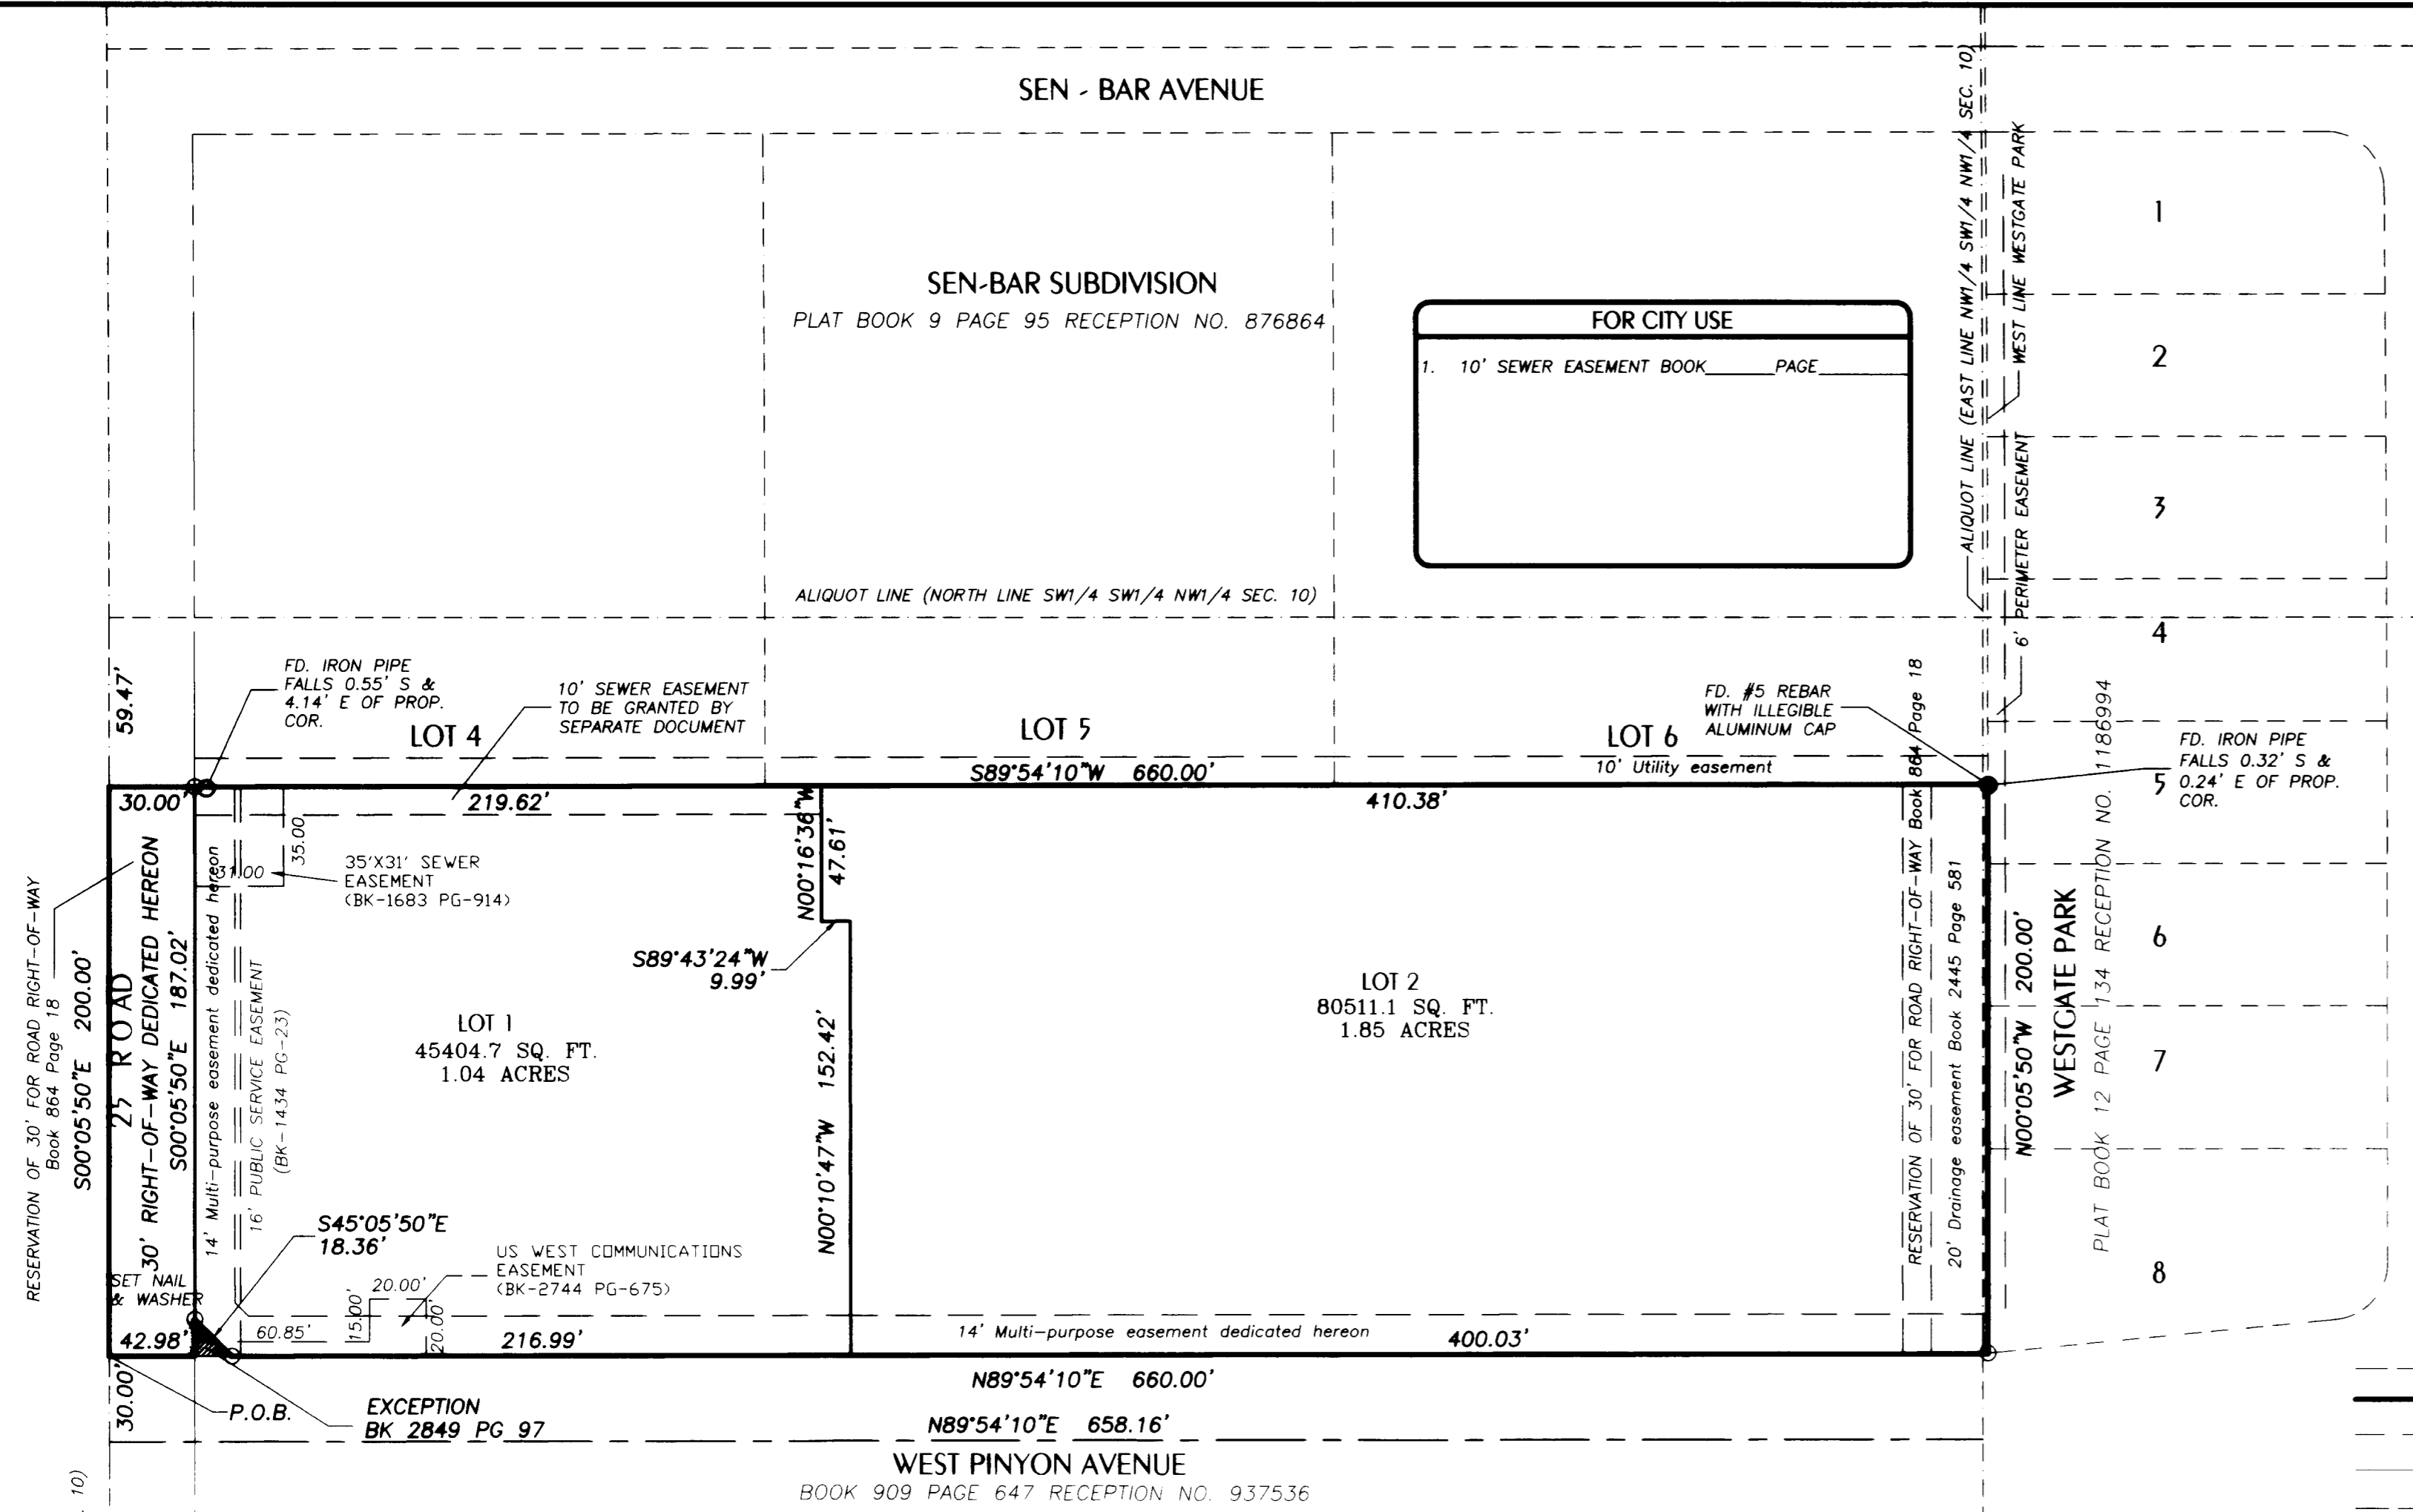 SEN - BAR AVENUE
ALIQUOT LINE (EAST LINE NW1/4 SW1/4 NW1/4 SEC. 10)
WEST LINE WESTGATE PARK
6' PERIMETER EASEMENT
1
2
3
4
5
6
7
8
SEN-BAR SUBDIVISION
PLAT BOOK 9 PAGE 95 RECEPTION NO. 876864
FOR CITY USE
1. 10' SEWER EASEMENT BOOK______PAGE________
ALIQUOT LINE (NORTH LINE SW1/4 SW1/4 NW1/4 SEC. 10)
59.47'
FD. IRON PIPE
FALLS 0.55' S &
4.14' E OF PROP.
COR.
10' SEWER EASEMENT
TO BE GRANTED BY
SEPARATE DOCUMENT
LOT 4
LOT 5
LOT 6
FD. #5 REBAR
WITH ILLEGIBLE
ALUMINUM CAP
FD. IRON PIPE
FALLS 0.32' S &
0.24' E OF PROP.
COR.
S89°54'10"W 660.00'
10' Utility easement
30.00'
219.62'
410.38'
RESERVATION OF 30' FOR ROAD RIGHT-OF-WAY
Book 864 Page 18
S00°05'50"E 200.00'
25 ROAD
30' RIGHT-OF-WAY DEDICATED HEREON
S00°05'50"E 187.02'
14' Multi-purpose easement dedicated hereon
16' PUBLIC SERVICE EASEMENT
(BK-1434 PG-23)
31.00
35.00
35'X31' SEWER
EASEMENT
(BK-1683 PG-914)
N00°16'36"W
47.61'
S89°43'24"W
9.99'
N00°10'47"W 152.42'
LOT 1
45404.7 SQ. FT.
1.04 ACRES
LOT 2
80511.1 SQ. FT.
1.85 ACRES
RESERVATION OF 30' FOR ROAD RIGHT-OF-WAY Book 864 Page 18
20' Drainage easement Book 2445 Page 581
N00°05'50"W 200.00'
WESTGATE PARK
PLAT BOOK 12 PAGE 134 RECEPTION NO. 1186994
S45°05'50"E
18.36'
SET NAIL
& WASHER
US WEST COMMUNICATIONS
EASEMENT
(BK-2744 PG-675)
20.00'
15.00'
20.00'
60.85'
42.98'
216.99'
14' Multi-purpose easement dedicated hereon
400.03'
30.00'
P.O.B.
EXCEPTION
BK 2849 PG 97
N89°54'10"E 660.00'
N89°54'10"E 658.16'
WEST PINYON AVENUE
BOOK 909 PAGE 647 RECEPTION NO. 937536
10)